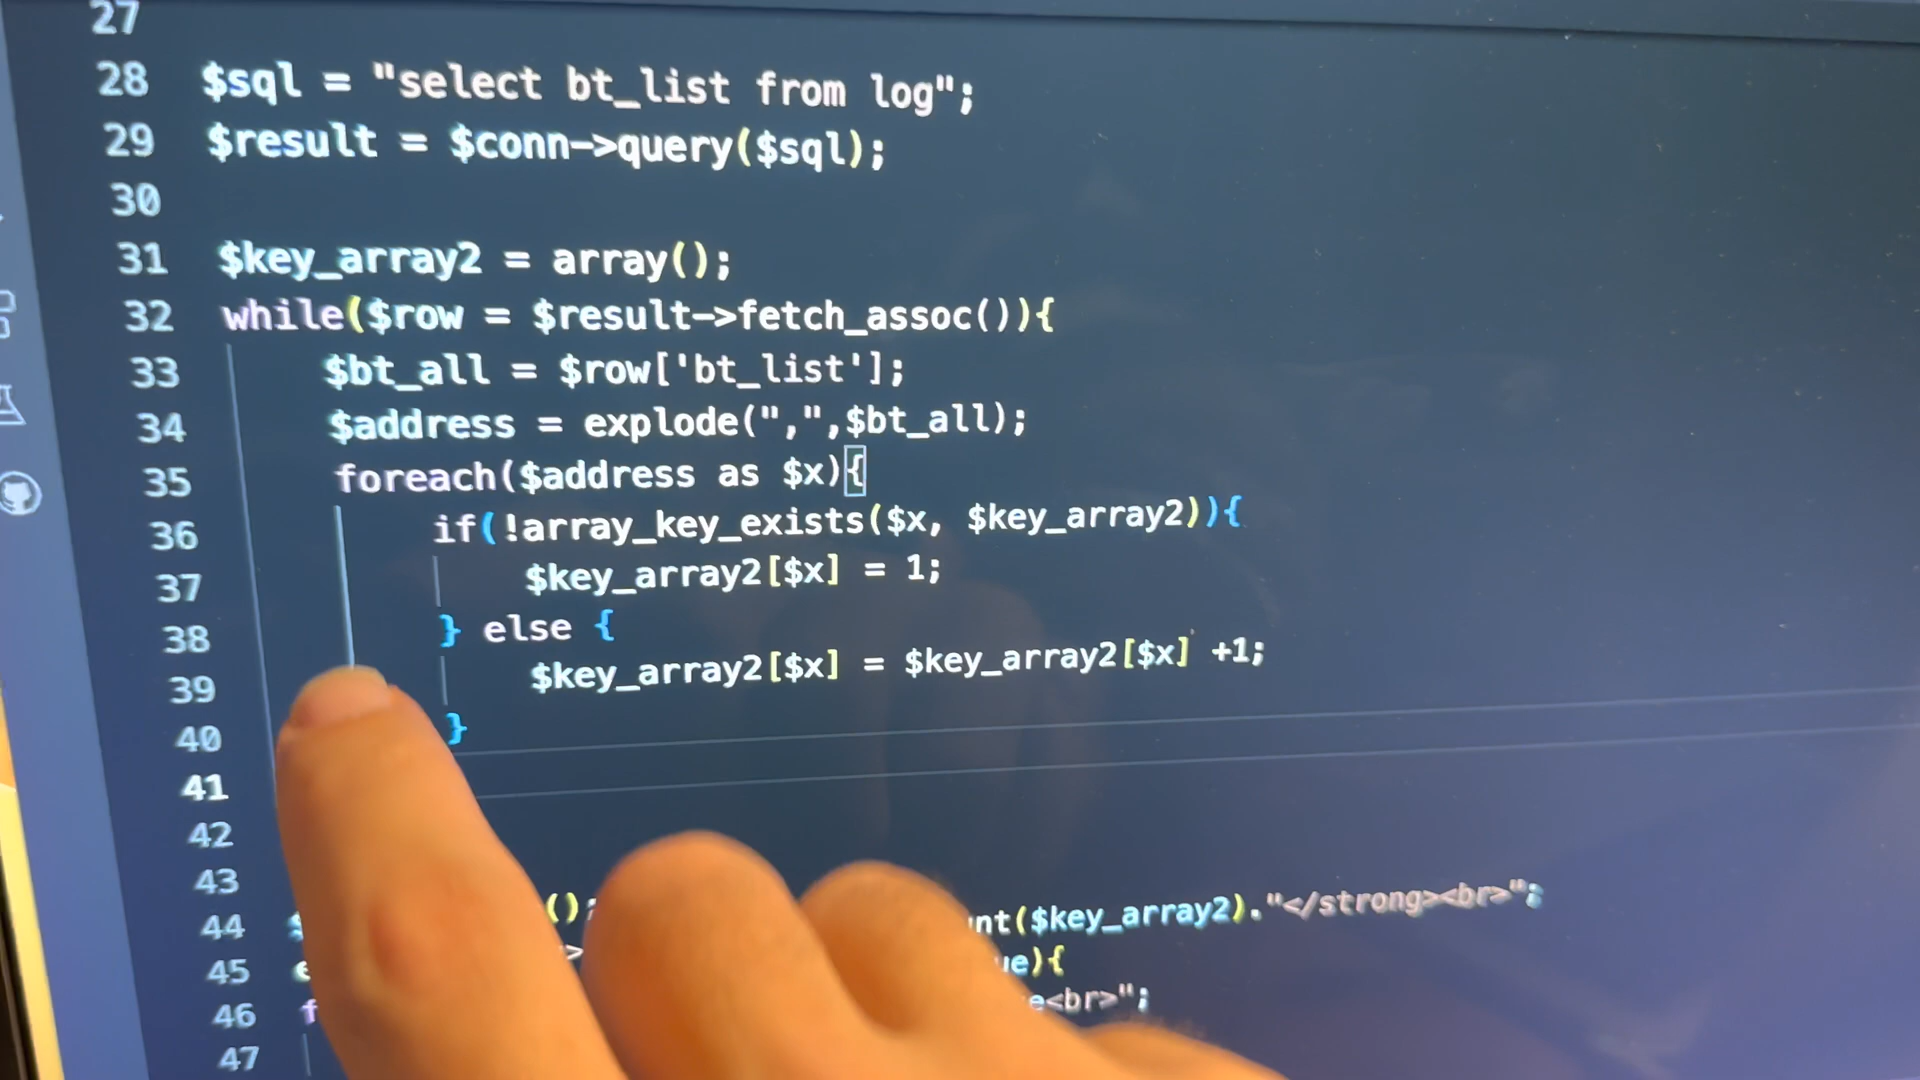 27
28 $sql = "select bt_list from log";
29 $result = $conn->query($sql);
30
31 $key_array2 = array();
32 while($row = $result->fetch_assoc()){
33 $bt_all = $row['bt_list'];
34 $address = explode(",",$bt_all);
35 foreach($address as $x){
36 if(!array_key_exists($x, $key_array2)){
37 $key_array2[$x] = 1;
38 } else {
39 $key_array2[$x] = $key_array2[$x] +1;
40 }
41
42
43
44 $ ();
45 nt($key_array2)."</strong><br>";
46 f ue){
47 e<br>";